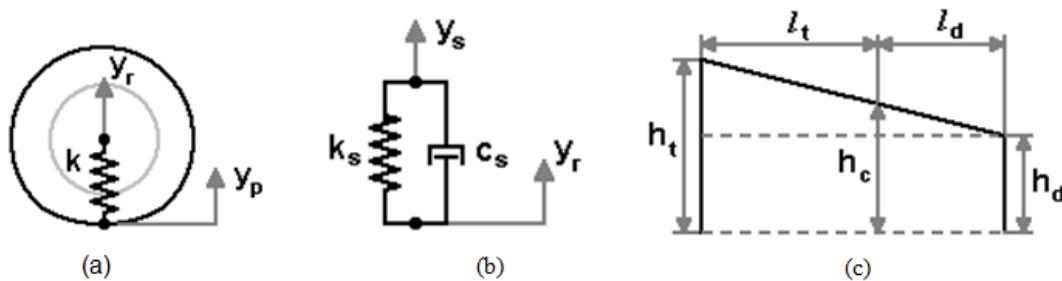 y_r
k
y_p
(a)
y_s
k_s
c_s
y_r
(b)
l_t
l_d
h_t
h_c
h_d
(c)